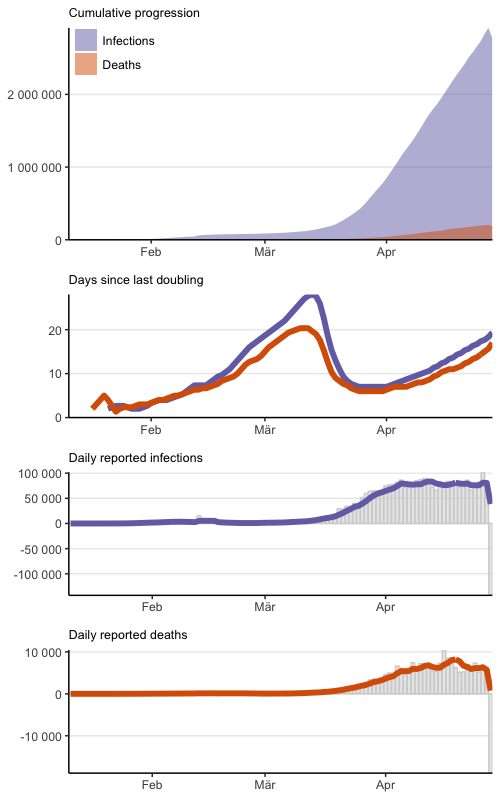 Cumulative progression
Infections
Deaths
2 000 000
1 000 000
0
Feb Mär Apr
Days since last doubling
20
10
0
Feb Mär Apr
Daily reported infections
100 000
50 000
0
-50 000
-100 000
Feb Mär Apr
Daily reported deaths
10 000
0
-10 000
Feb Mär Apr